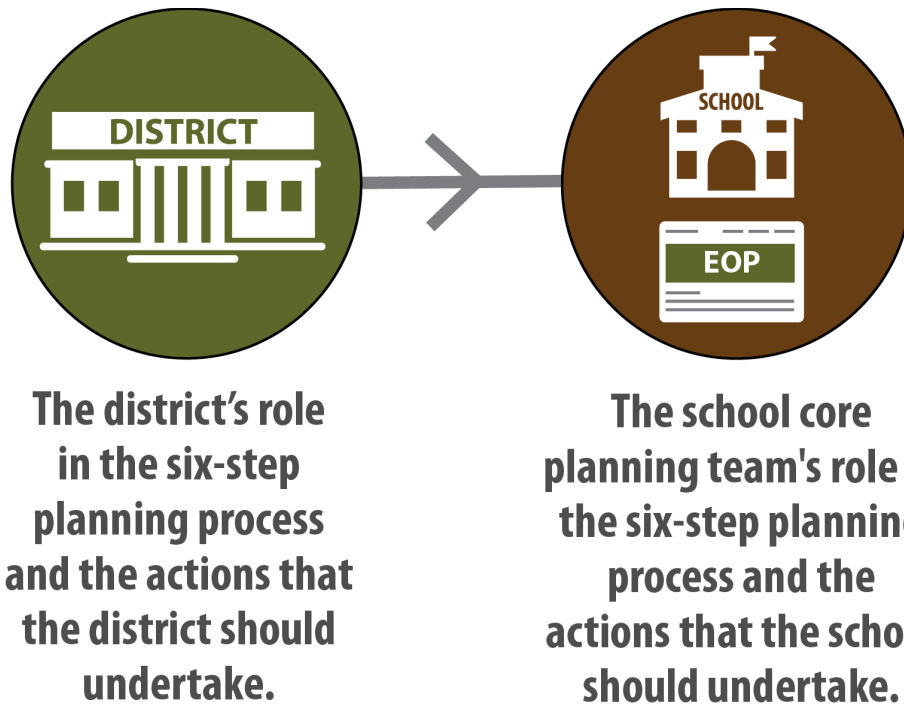 DISTRICT
The district's role
in the six-step
planning process
and the actions that
the district should
undertake.
SCHOOL
EOP
The school core
planning team's role
the six-step
process and the
actions that the
should undertake.